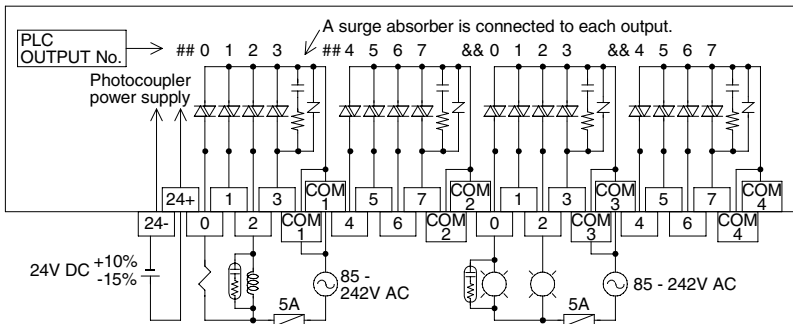 A surge absorber is connected to each output.
PLC
OUTPUT No.
## 0 1 2 3 ## 4 5 6 7 && 0 1 2 3 && 4 5 6 7
Photocoupler
power supply
24+ 1 3 COM 1 5 7 COM 2 1 3 COM 3 5 7 COM 4
24- 0 2 COM 1 4 6 COM 2 0 2 COM 3 4 6 COM 4
24V DC +10%
-15%
85 -
242V AC
85 - 242V AC
5A
5A